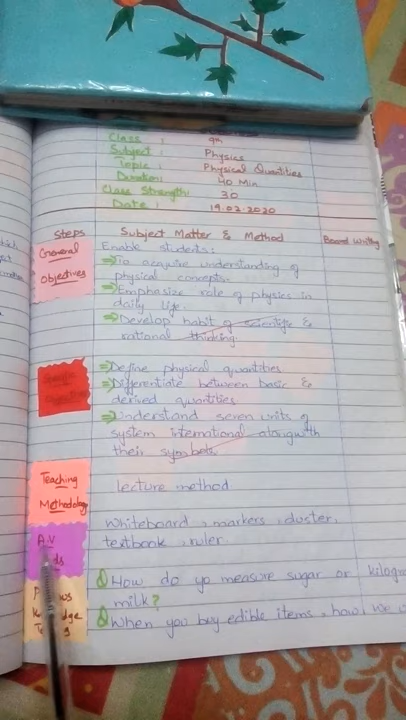 Class : 9th
Subject : Physics
Topic : Physical Quantities
Duration : 40 Min
Class Strength : 30
Date : 19.02.2020
Steps Subject Matter & Method Board Writing
General Objectives
Enable students:
⇒To acquire understanding of
physical concepts.
⇒Emphasize role of physics in
daily life.
⇒Develop habit of scientific &
rational thinking.
⇒Define physical quantities
⇒Differentiate between basic &
derived quantities
⇒Understand seven units of
system international alongwith
their symbols
Teaching
Methodology
lecture method
A.V
whiteboard, markers, duster,
textbook, ruler.
Q How do yo measure sugar or
milk?
Q When you buy edible items, how we